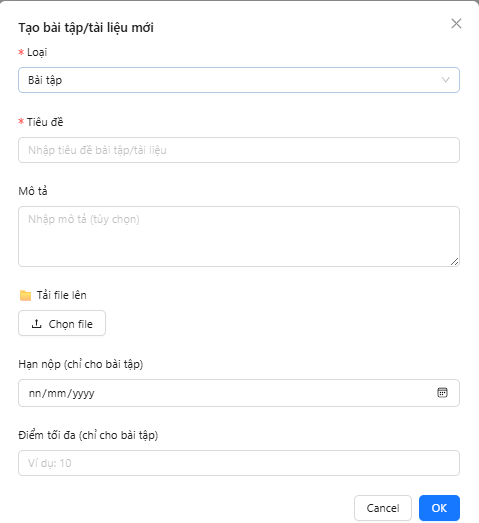 Tạo bài tập/tài liệu mới
* Loại
Bài tập
* Tiêu đề
Nhập tiêu đề bài tập/tài liệu
Mô tả
Nhập mô tả (tùy chọn)
Tải file lên
Chọn file
Hạn nộp (chỉ cho bài tập)
nn/mm/yyyy
Điểm tối đa (chỉ cho bài tập)
Ví dụ: 10
Cancel OK